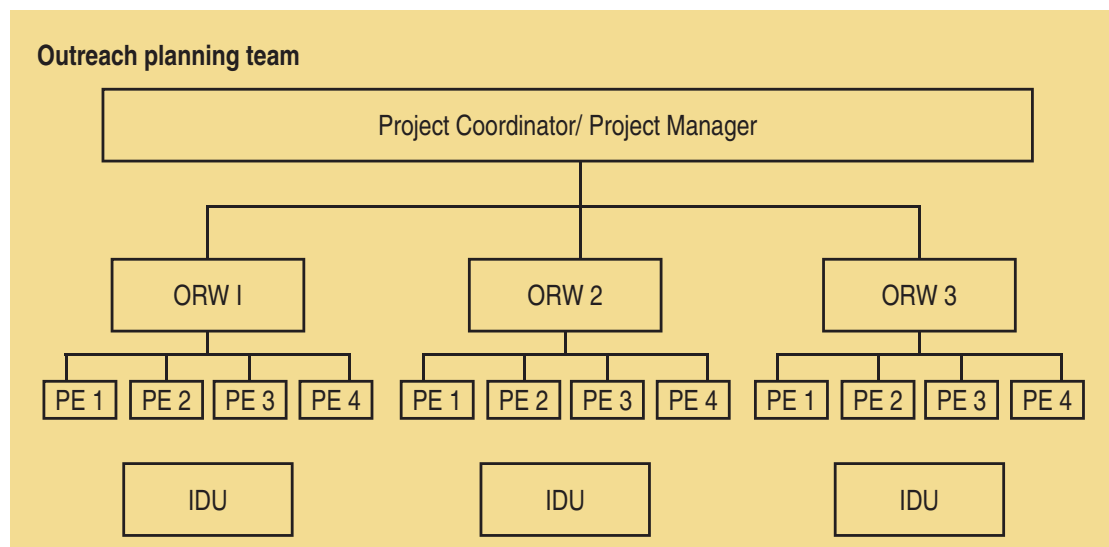 Outreach planning team
Project Coordinator/ Project Manager
ORW I
ORW 2
ORW 3
PE 1
PE 2
PE 3
PE 4
PE 1
PE 2
PE 3
PE 4
PE 1
PE 2
PE 3
PE 4
IDU
IDU
IDU